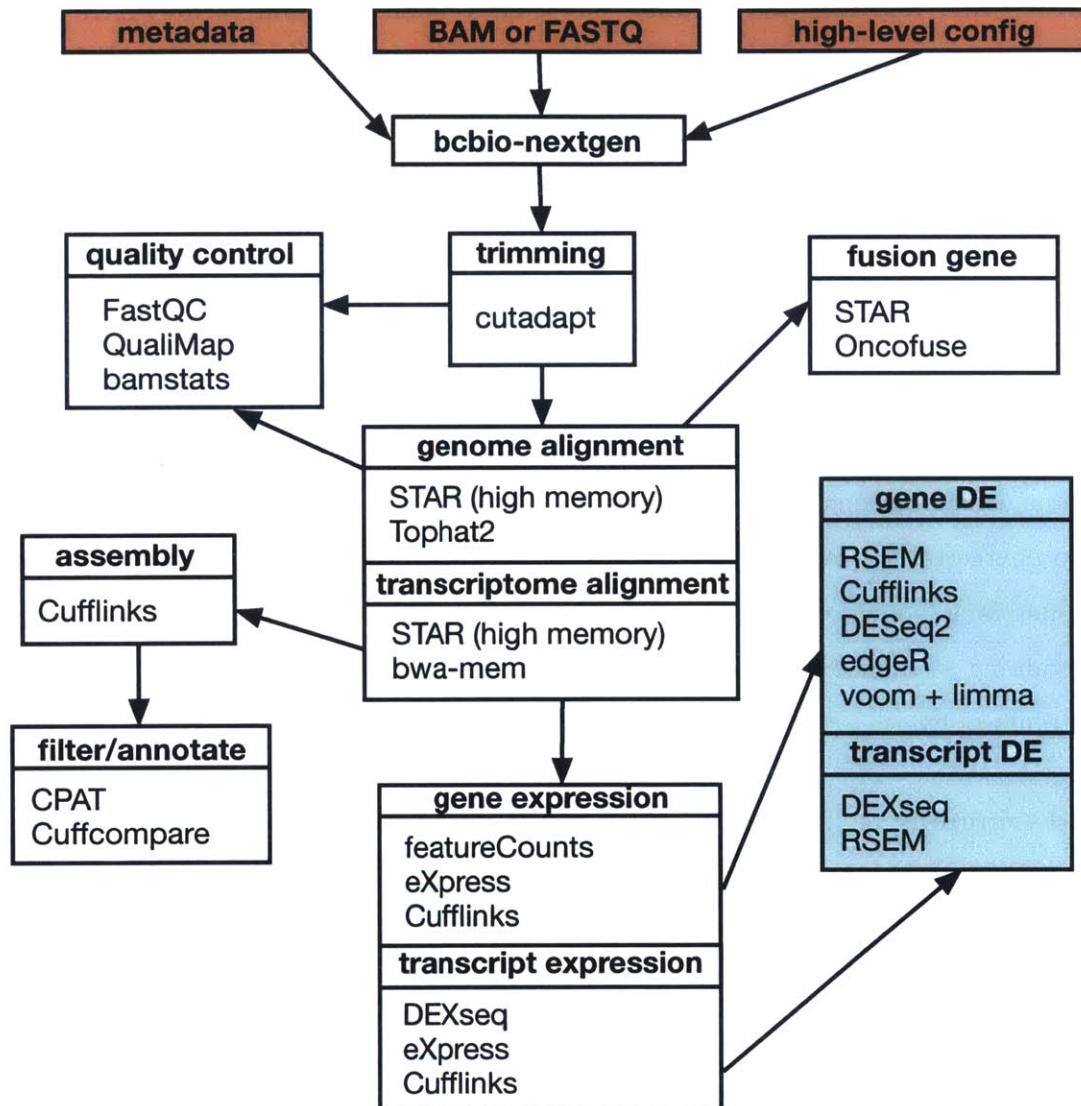 metadata
BAM or FASTQ
high-level config
bcbio-nextgen
quality control
FastQC
QualiMap
bamstats
trimming
cutadapt
fusion gene
STAR
Oncofuse
genome alignment
STAR (high memory)
Tophat2
transcriptome alignment
STAR (high memory)
bwa-mem
assembly
Cufflinks
filter/annotate
CPAT
Cuffcompare
gene expression
featureCounts
eXpress
Cufflinks
transcript expression
DEXseq
eXpress
Cufflinks
gene DE
RSEM
Cufflinks
DESeq2
edgeR
voom + limma
transcript DE
DEXseq
RSEM